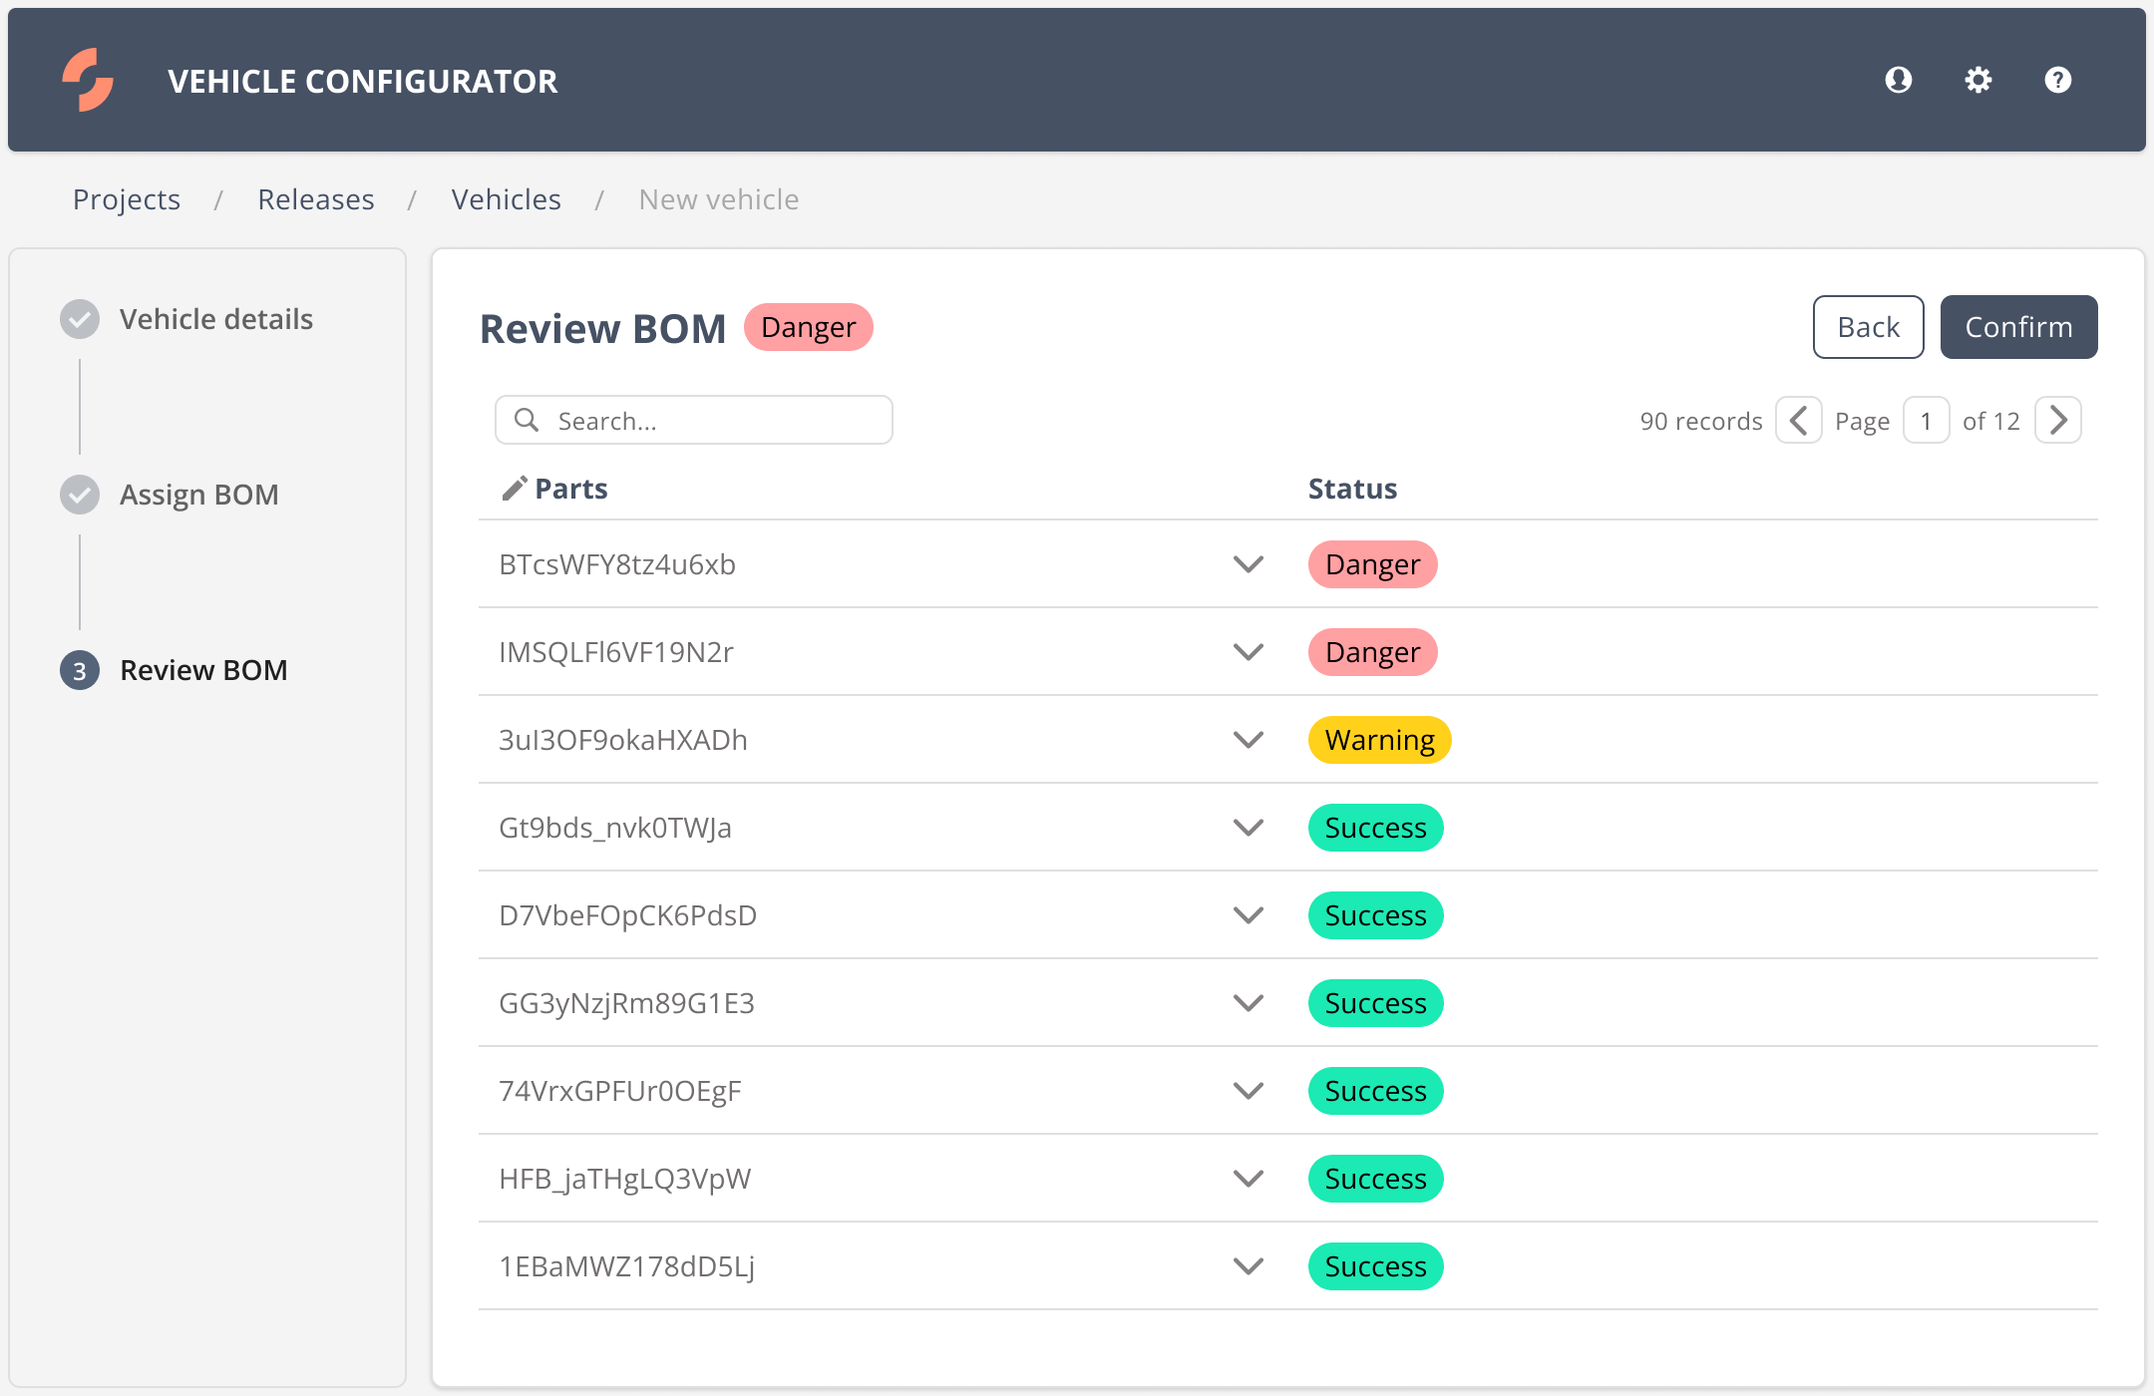 VEHICLE CONFIGURATOR
Projects / Releases / Vehicles / New vehicle
Vehicle details
Assign BOM
3 Review BOM
Review BOM Danger
Back Confirm
Search...
90 records Page 1 of 12
Parts Status
BTcsWFY8tz4u6xb Danger
IMSQLFl6VF19N2r Danger
3uI3OF9okaHXADh Warning
Gt9bds_nvk0TWJa Success
D7VbeFOpCK6PdsD Success
GG3yNzjRm89G1E3 Success
74VrxGPFUr0OEgF Success
HFB_jaTHgLQ3VpW Success
1EBaMWZ178dD5Lj Success